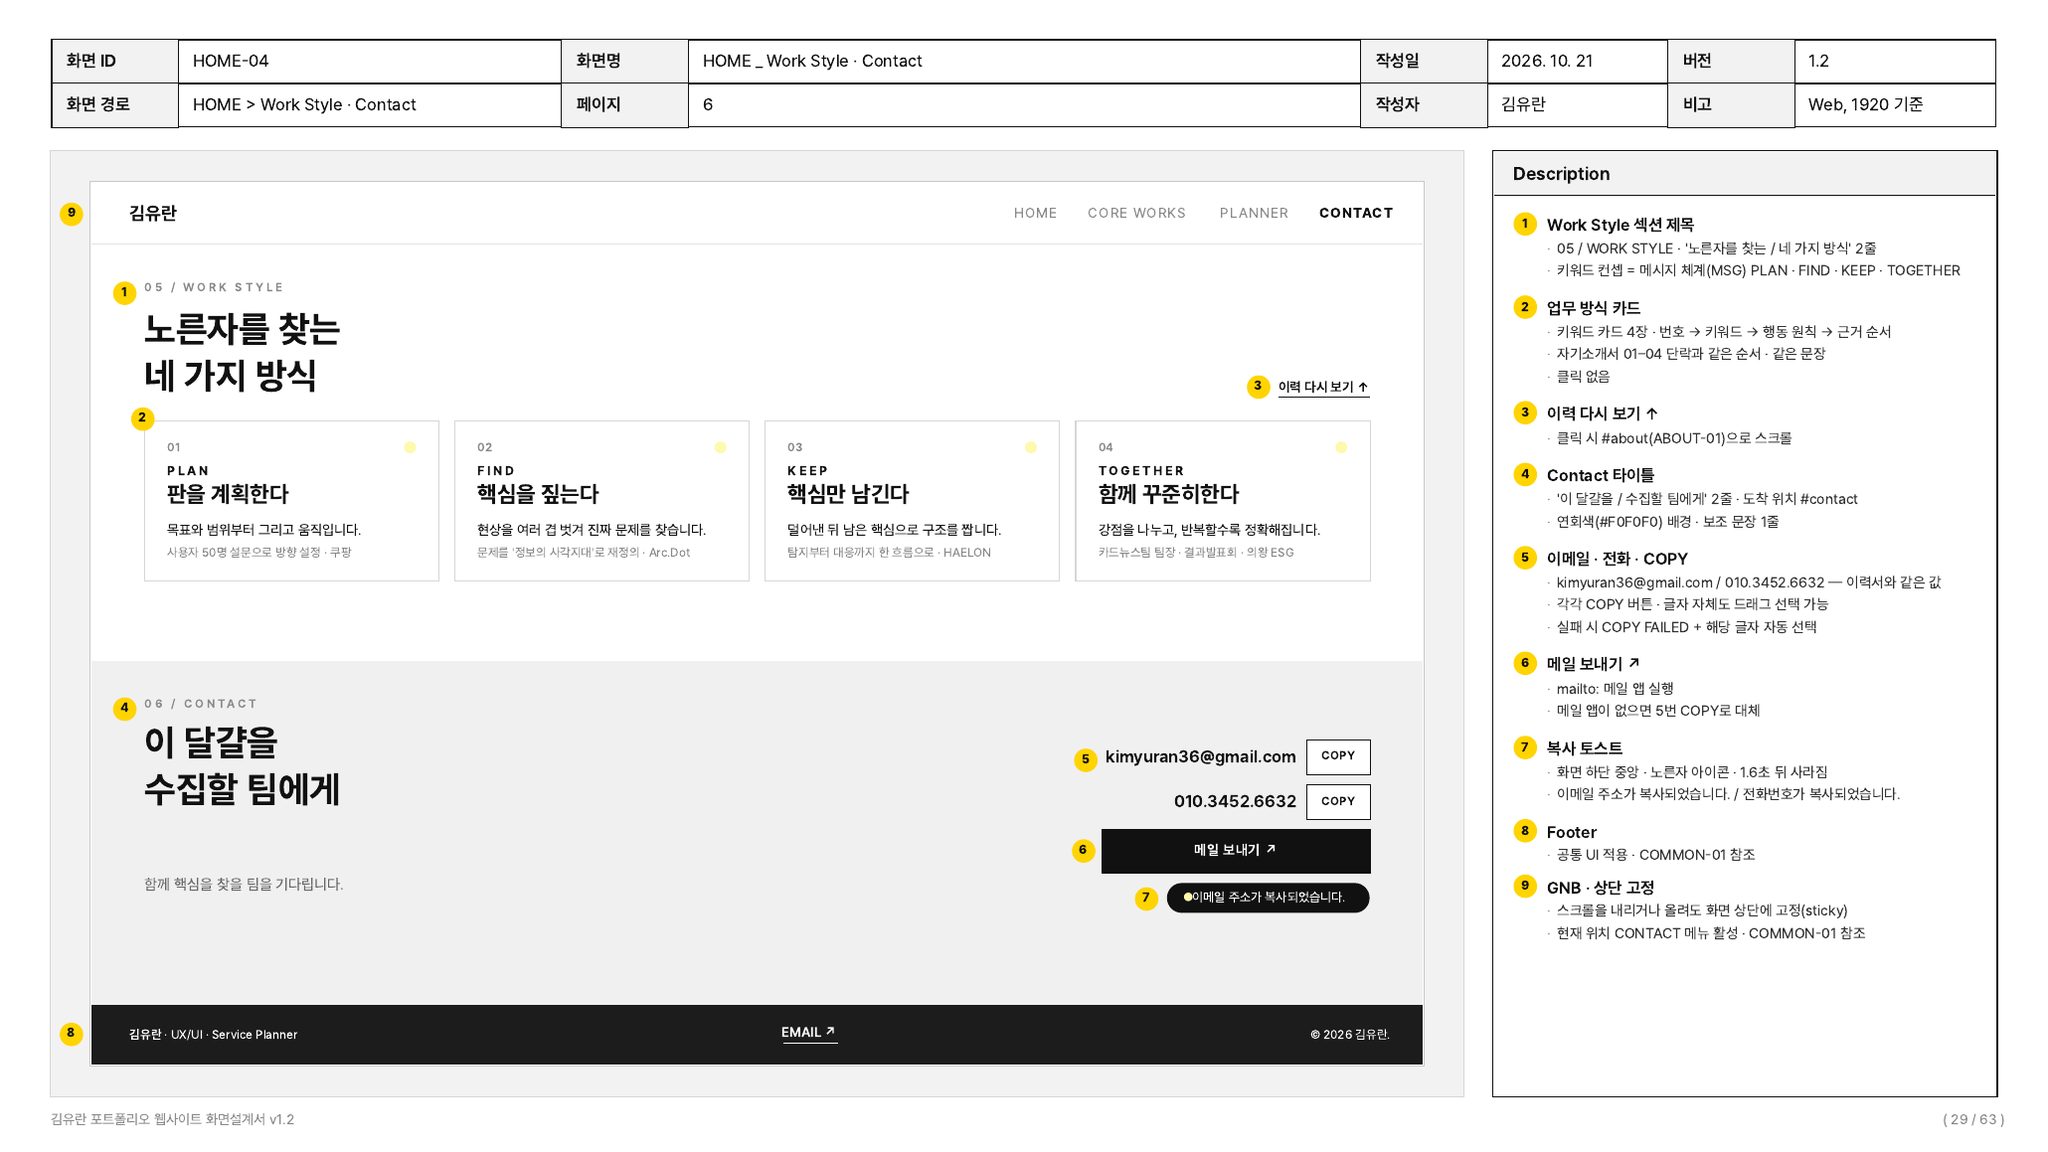 화면 ID HOME-04 화면명 HOME _ Work Style · Contact 작성일 2026. 10. 21 버전 1.2
화면 경로 HOME > Work Style · Contact 페이지 6 작성자 김유란 비고 Web, 1920 기준
9 김유란 HOME CORE WORKS PLANNER CONTACT
1 05 / WORK STYLE
노른자를 찾는
네 가지 방식
3 이력 다시 보기 ↑
2
01
PLAN
판을 계획한다
목표와 범위부터 그리고 움직입니다.
사용자 50명 설문으로 방향 설정 · 쿠팡
02
FIND
핵심을 짚는다
현상을 여러 겹 벗겨 진짜 문제를 찾습니다.
문제를 '정보의 사각지대'로 재정의 · Arc.Dot
03
KEEP
핵심만 남긴다
덜어낸 뒤 남은 핵심으로 구조를 짭니다.
탐지부터 대응까지 한 흐름으로 · HAELON
04
TOGETHER
함께 꾸준히한다
강점을 나누고, 반복할수록 정확해집니다.
카드뉴스팀 팀장 · 결과발표회 · 의왕 ESG
4 06 / CONTACT
이 달걀을
수집할 팀에게
함께 핵심을 찾을 팀을 기다립니다.
5 kimyuran36@gmail.com COPY
010.3452.6632 COPY
6 메일 보내기 ↗
7 이메일 주소가 복사되었습니다.
8 김유란 · UX/UI · Service Planner EMAIL ↗ © 2026 김유란.
Description
1 Work Style 섹션 제목
· 05 / WORK STYLE · '노른자를 찾는 / 네 가지 방식' 2줄
· 키워드 컨셉 = 메시지 체계(MSG) PLAN · FIND · KEEP · TOGETHER
2 업무 방식 카드
· 키워드 카드 4장 · 번호 → 키워드 → 행동 원칙 → 근거 순서
· 자기소개서 01–04 단락과 같은 순서 · 같은 문장
· 클릭 없음
3 이력 다시 보기 ↑
· 클릭 시 #about(ABOUT-01)으로 스크롤
4 Contact 타이틀
· '이 달걀을 / 수집할 팀에게' 2줄 · 도착 위치 #contact
· 연회색(#F0F0F0) 배경 · 보조 문장 1줄
5 이메일 · 전화 · COPY
· kimyuran36@gmail.com / 010.3452.6632 — 이력서와 같은 값
· 각각 COPY 버튼 · 글자 자체도 드래그 선택 가능
· 실패 시 COPY FAILED + 해당 글자 자동 선택
6 메일 보내기 ↗
· mailto: 메일 앱 실행
· 메일 앱이 없으면 5번 COPY로 대체
7 복사 토스트
· 화면 하단 중앙 · 노른자 아이콘 · 1.6초 뒤 사라짐
· 이메일 주소가 복사되었습니다. / 전화번호가 복사되었습니다.
8 Footer
· 공통 UI 적용 · COMMON-01 참조
9 GNB · 상단 고정
· 스크롤을 내리거나 올려도 화면 상단에 고정(sticky)
· 현재 위치 CONTACT 메뉴 활성 · COMMON-01 참조
김유란 포트폴리오 웹사이트 화면설계서 v1.2
( 29 / 63 )